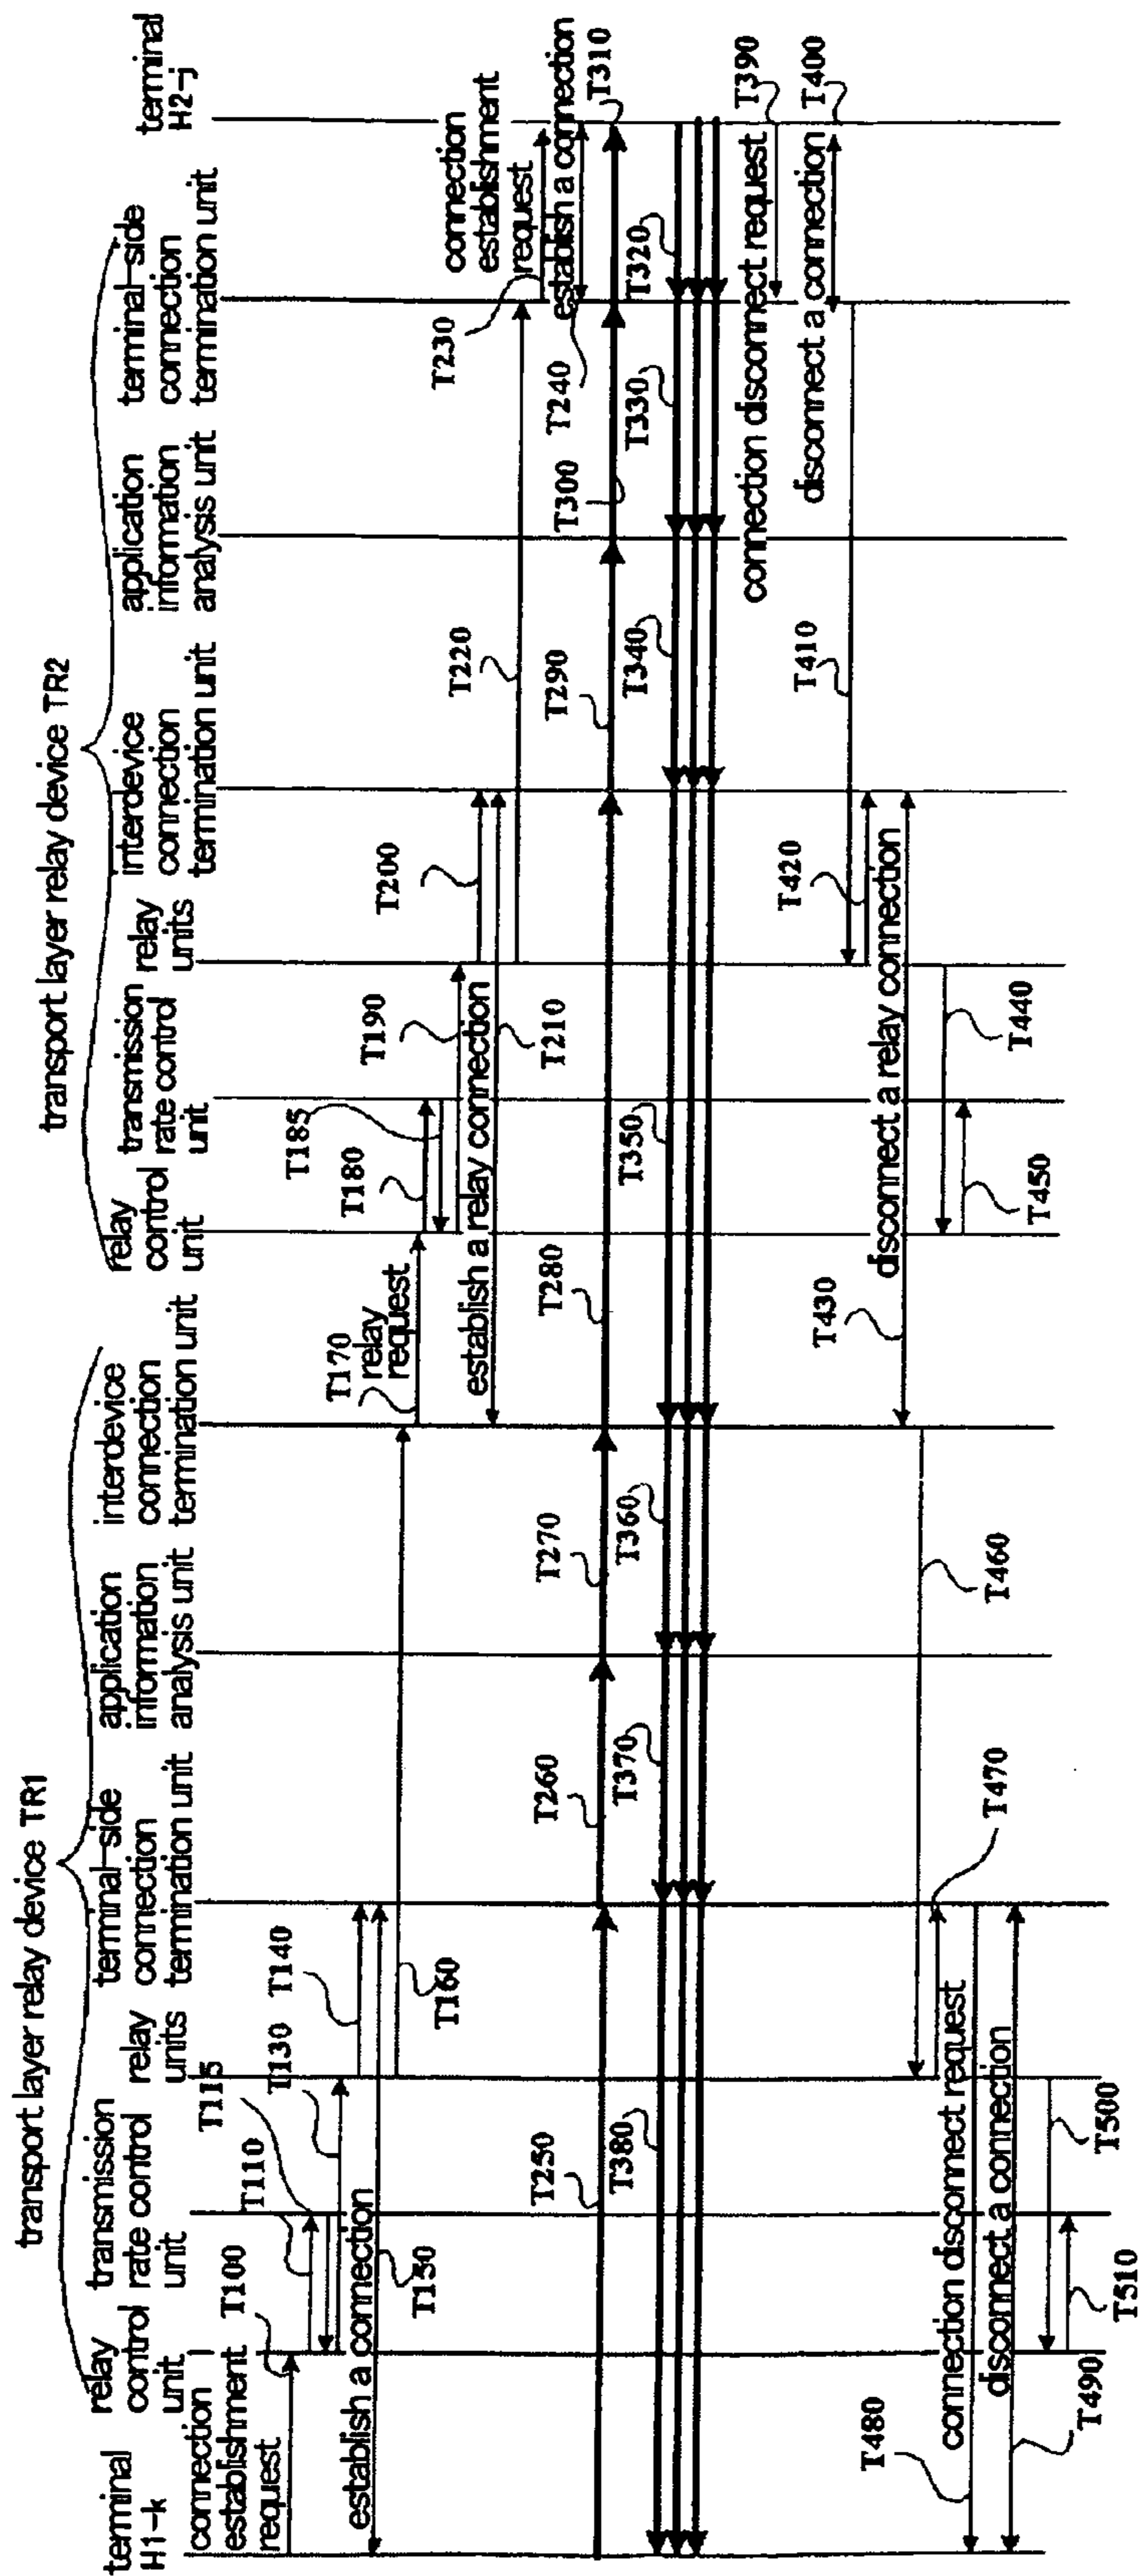 transport layer relay device TR1
transport layer relay device TR2
terminal
H1-k
relay
control
unit
transmission
rate control
unit
relay
units
terminal-side
connection
termination unit
application
information
analysis unit
interdevice
connection
termination unit
relay
control
unit
transmission
rate control
unit
relay
units
interdevice
connection
termination unit
application
information
analysis unit
terminal-side
connection
termination unit
terminal
H2-j
connection
establishment
request
T100
T110
T115
T130
T140
establish a connection
T150
T160
T170
relay
request
T180
T185
T190
T200
establish a relay connection
T210
T220
T230
connection
establishment
request
T240
establish a connection
T250
T260
T270
T280
T290
T300
T310
T320
T330
T340
T350
T360
T370
T380
connection disconnect request
T390
disconnect a connection
T400
T410
T420
disconnect a relay connection
T430
T440
T450
T460
T470
connection disconnect request
T480
disconnect a connection
T490
T500
T510